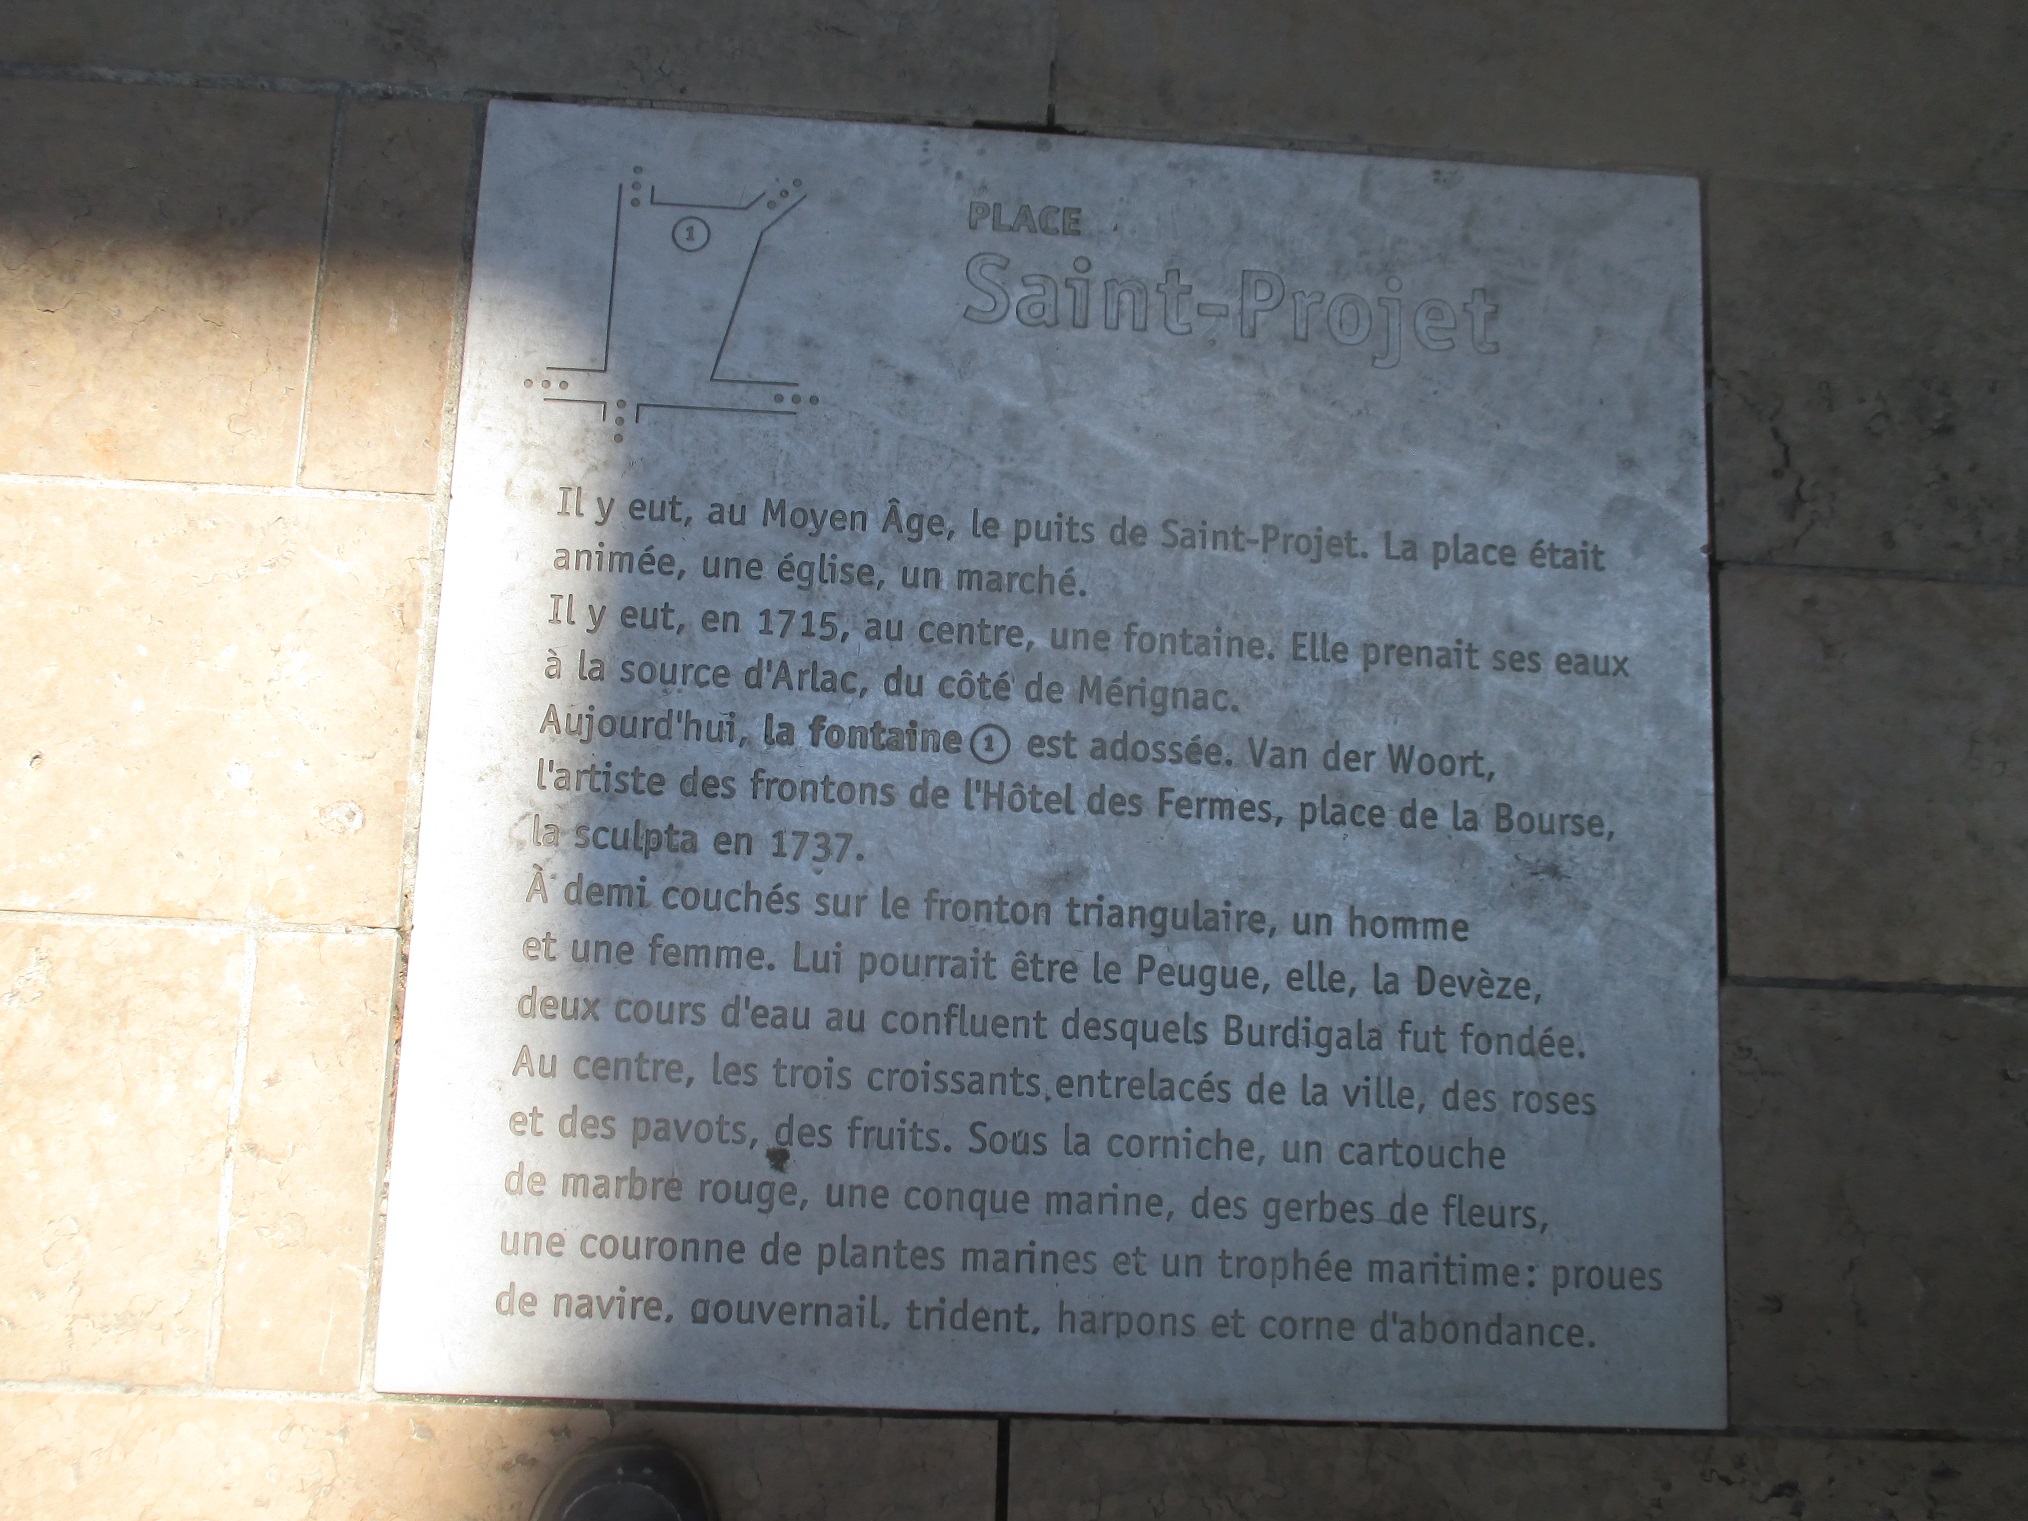 ①
PLACE
Saint-Projet
Il y eut, au Moyen Âge, le puits de Saint-Projet. La place était
animée, une église, un marché.
Il y eut, en 1715, au centre, une fontaine. Elle prenait ses eaux
à la source d'Arlac, du côté de Mérignac.
Aujourd'hui, la fontaine ① est adossée. Van der Woort,
l'artiste des frontons de l'Hôtel des Fermes, place de la Bourse,
la sculpta en 1737.
À demi couchés sur le fronton triangulaire, un homme
et une femme. Lui pourrait être le Peugue, elle, la Devèze,
deux cours d'eau au confluent desquels Burdigala fut fondée.
Au centre, les trois croissants entrelacés de la ville, des roses
et des pavots, des fruits. Sous la corniche, un cartouche
de marbre rouge, une conque marine, des gerbes de fleurs,
une couronne de plantes marines et un trophée maritime: proues
de navire, gouvernail, trident, harpons et corne d'abondance.